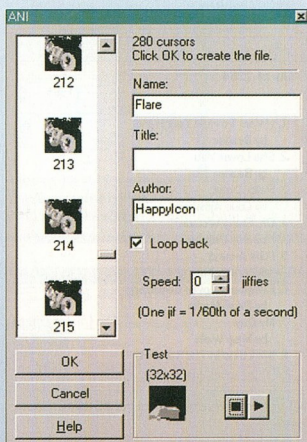 ANI
212
213
214
215
280 cursors
Click OK to create the file.
Name:
Flare
Title:
Author:
HappyIcon
Loop back
Speed: 0 jiffies
(One jif = 1/60th of a second)
OK
Cancel
Help
Test
(32x32)